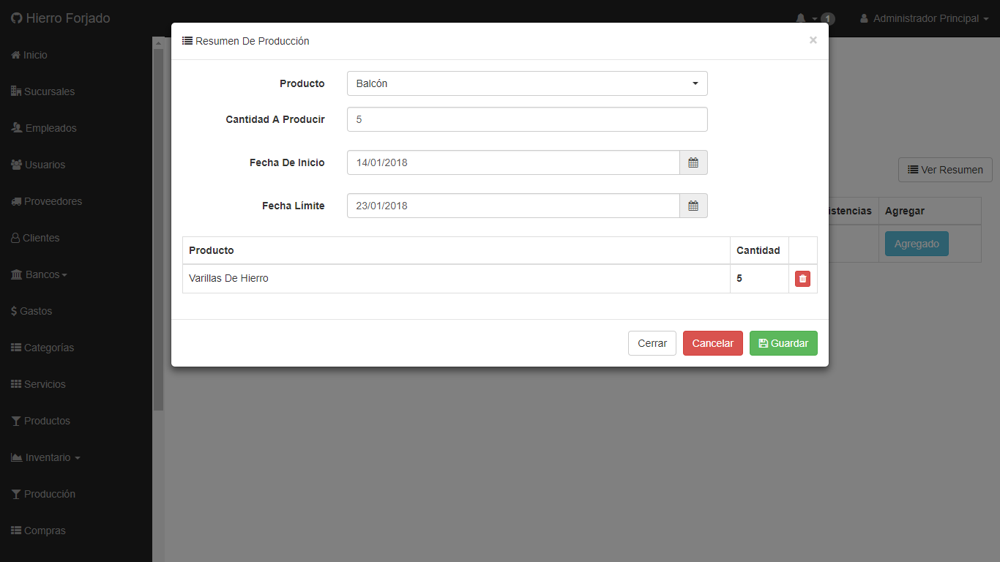 Hierro Forjado
1
Administrador Principal
Inicio
Sucursales
Empleados
Usuarios
Proveedores
Clientes
Bancos
Gastos
Categorías
Servicios
Productos
Inventario
Producción
Compras
Resumen De Producción
×
Producto
Balcón
Cantidad A Producir
5
Fecha De Inicio
14/01/2018
Fecha Límite
23/01/2018
Producto Cantidad
Varillas De Hierro 5
Cerrar Cancelar Guardar
Ver Resumen
istencias Agregar
Agregado